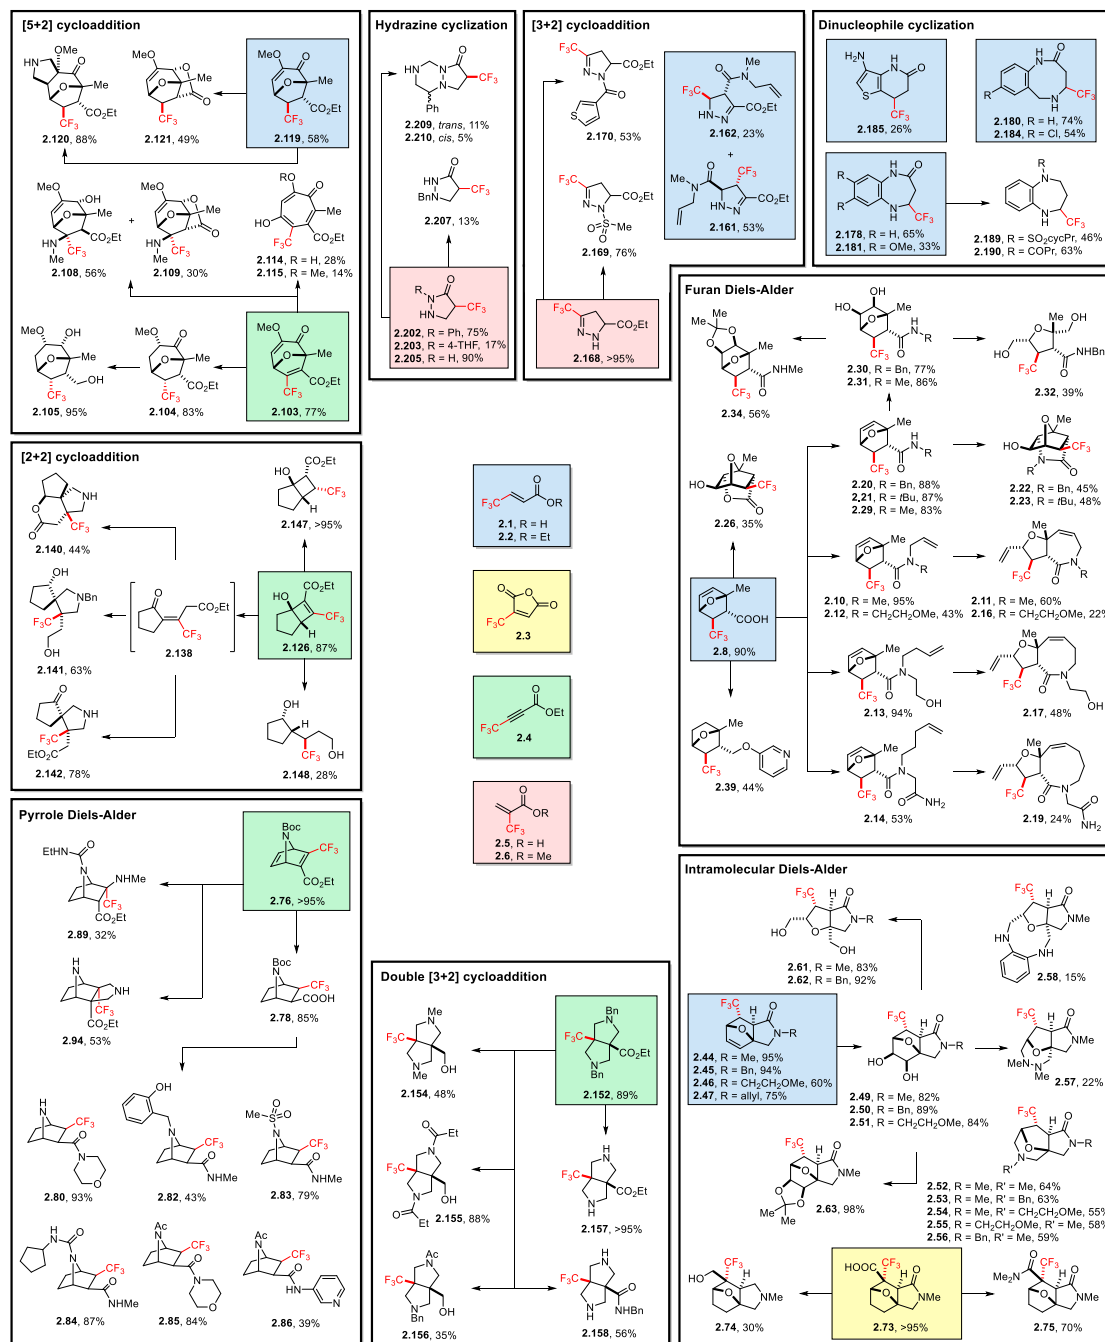 [5+2] cycloaddition
2.120, 88%
2.121, 49%
2.119, 58%
2.108, 56%
2.109, 30%
2.114, R = H, 28%
2.115, R = Me, 14%
2.105, 95%
2.104, 83%
2.103, 77%
Hydrazine cyclization
2.209, trans, 11%
2.210, cis, 5%
2.207, 13%
2.202, R = Ph, 75%
2.203, R = 4-THF, 17%
2.205, R = H, 90%
[3+2] cycloaddition
2.170, 53%
2.162, 23%
2.169, 76%
2.161, 53%
2.168, >95%
Dinucleophile cyclization
2.185, 26%
2.180, R = H, 74%
2.184, R = Cl, 54%
2.178, R = H, 65%
2.181, R = OMe, 33%
2.189, R = SO2cycPr, 46%
2.190, R = COPr, 63%
Furan Diels-Alder
2.34, 56%
2.30, R = Bn, 77%
2.31, R = Me, 86%
2.32, 39%
2.26, 35%
2.20, R = Bn, 88%
2.21, R = tBu, 87%
2.29, R = Me, 83%
2.22, R = Bn, 45%
2.23, R = tBu, 48%
2.8, 90%
2.10, R = Me, 95%
2.12, R = CH2CH2OMe, 43%
2.11, R = Me, 60%
2.16, R = CH2CH2OMe, 22%
2.13, 94%
2.17, 48%
2.39, 44%
2.14, 53%
2.19, 24%
[2+2] cycloaddition
2.140, 44%
2.147, >95%
2.138
2.126, 87%
2.141, 63%
2.142, 78%
2.148, 28%
2.1, R = H
2.2, R = Et
2.3
2.4
2.5, R = H
2.6, R = Me
Pyrrole Diels-Alder
2.89, 32%
2.76, >95%
2.94, 53%
2.78, 85%
2.80, 93%
2.82, 43%
2.83, 79%
2.84, 87%
2.85, 84%
2.86, 39%
Double [3+2] cycloaddition
2.154, 48%
2.152, 89%
2.155, 88%
2.157, >95%
2.156, 35%
2.158, 56%
Intramolecular Diels-Alder
2.61, R = Me, 83%
2.62, R = Bn, 92%
2.58, 15%
2.44, R = Me, 95%
2.45, R = Bn, 94%
2.46, R = CH2CH2OMe, 60%
2.47, R = allyl, 75%
2.49, R = Me, 82%
2.50, R = Bn, 89%
2.51, R = CH2CH2OMe, 84%
2.57, 22%
2.63, 98%
2.52, R = Me, R' = Me, 64%
2.53, R = Me, R' = Bn, 63%
2.54, R = Me, R' = CH2CH2OMe, 55%
2.55, R = CH2CH2OMe, R' = Me, 58%
2.56, R = Bn, R' = Me, 59%
2.74, 30%
2.73, >95%
2.75, 70%